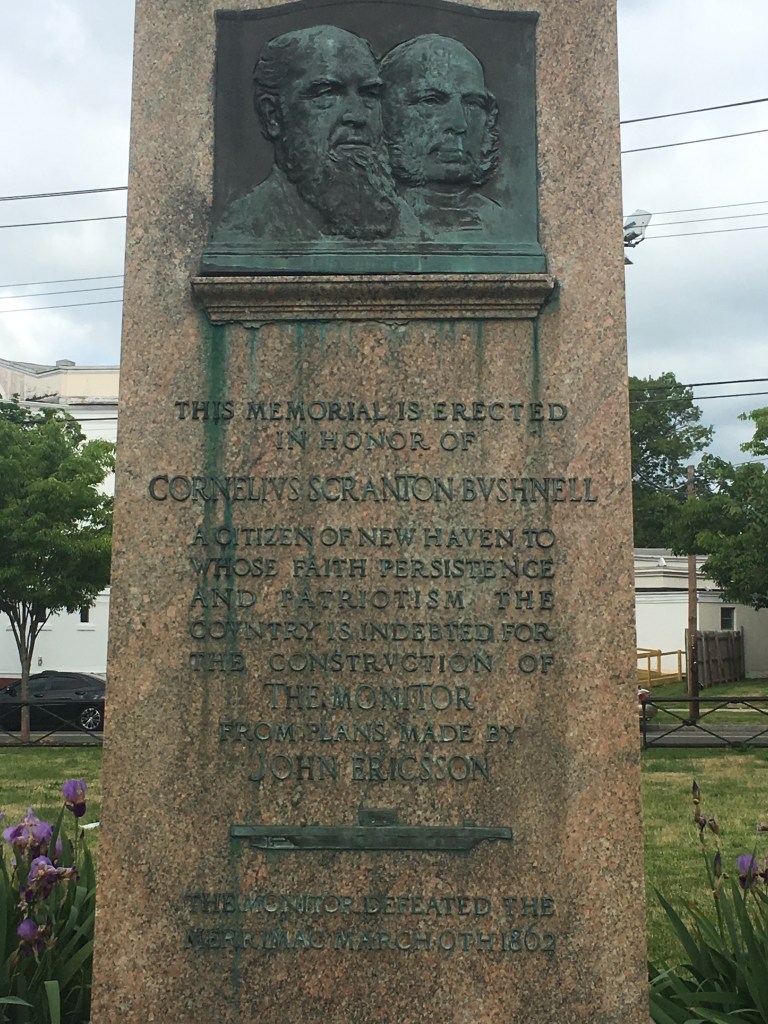 THIS MEMORIAL IS ERECTED
IN HONOR OF
CORNELIVS SCRANTON BVSHNELL
A CITIZEN OF NEW HAVEN TO
WHOSE FAITH PERSISTENCE
AND PATRIOTISM THE
COVNTRY IS INDEBTED FOR
THE CONSTRVCTION OF
THE MONITOR
FROM PLANS MADE BY
JOHN ERICSSON
THE MONITOR DEFEATED THE
MERRIMAC MARCH 9TH 1862